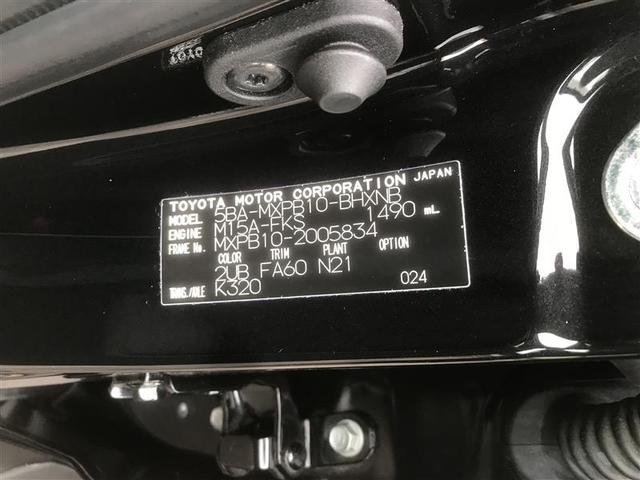 TOYOTA MOTOR CORPORATION JAPAN
MODEL 5BA-MXPB10-BHXNB
ENGINE M15A-FKS 1490 mL
FRAME No. MXPB10-2005834
COLOR TRIM PLANT OPTION
2UB FA60 N21
TRANS./AXLE K320 024